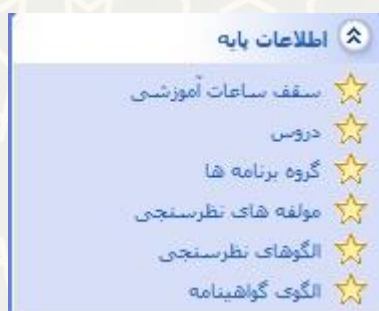 اطلاعات پایه
سقف ساعات آموزشی
دروس
گروه برنامه ها
مولفه های نظرسنجی
الگوهای نظرسنجی
الگوی گواهینامه